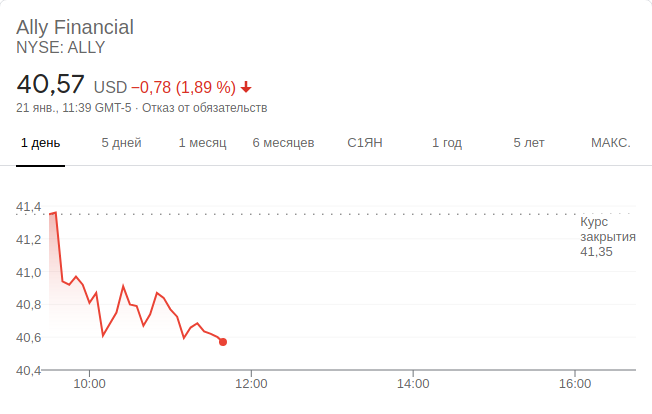 Ally Financial
NYSE: ALLY
40,57 USD −0,78 (1,89 %)
21 янв., 11:39 GMT-5 · Отказ от обязательств
1 день 5 дней 1 месяц 6 месяцев С1ЯН 1 год 5 лет МАКС.
41,4
Курс
закрытия
41,35
41,2
41,0
40,8
40,6
40,4
10:00 12:00 14:00 16:00